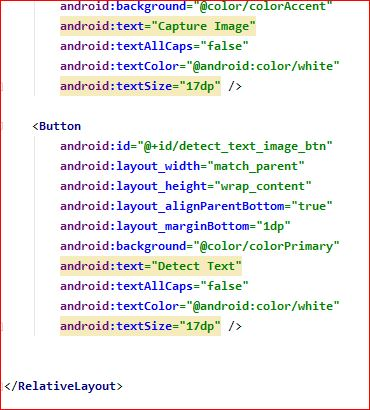 android:background="@color/colorAccent"
android:text="Capture Image"
android:textAllCaps="false"
android:textColor="@android:color/white"
android:textSize="17dp" />
<Button
android:id="@+id/detect_text_image_btn"
android:layout_width="match_parent"
android:layout_height="wrap_content"
android:layout_alignParentBottom="true"
android:layout_marginBottom="1dp"
android:background="@color/colorPrimary"
android:text="Detect Text"
android:textAllCaps="false"
android:textColor="@android:color/white"
android:textSize="17dp" />
</RelativeLayout>